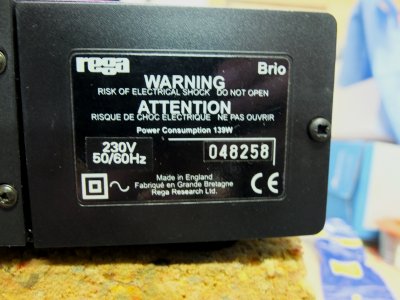 rega Brio
WARNING
RISK OF ELECTRICAL SHOCK DO NOT OPEN
ATTENTION
RISQUE DE CHOC ELECTRIQUE NE PAS OUVRIR
Power Consumption 139W
230V
50/60Hz
048258
Made in England
Fabriqué en Grande Bretagne
Rega Research Ltd.
CE